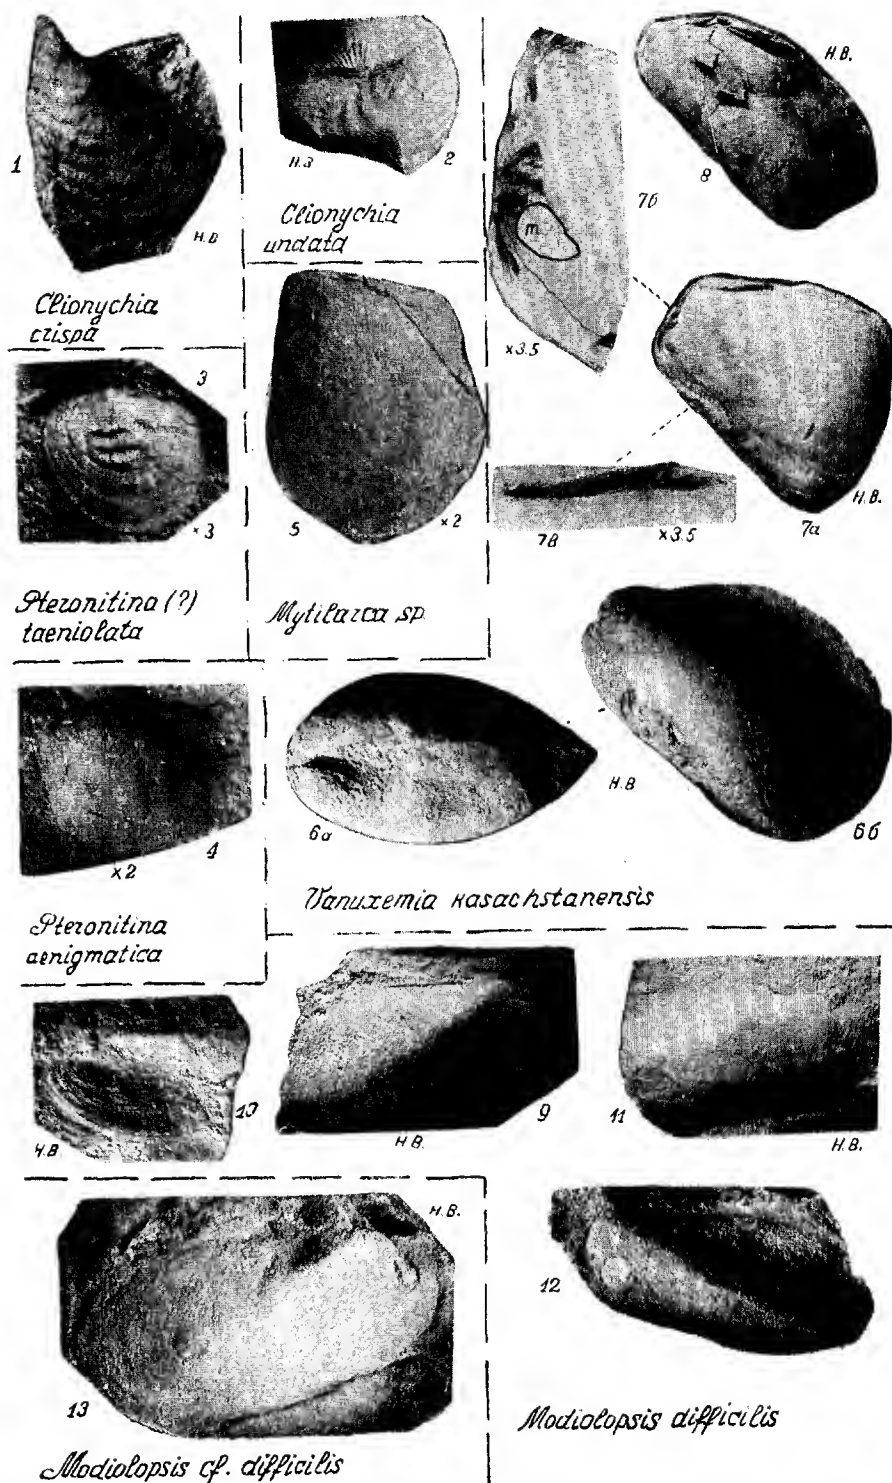 1
н.в
Clionychia
crispa
н.в
2
Clionychia
undata
7б
m
×3.5
н.в.
8
3
×3
Pteronitina (?)
taeniolata
5
×2
Mytilarca sp.
7в
×3.5
н.в.
7а
4
×2
Pteronitina
aenigmatica
6а
н.в
6б
Vanuxemia kasachstanensis
10
н.в.
н.в.
9
11
н.в.
н.в.
13
Modiolopsis cf. difficilis
12
Modiolopsis difficilis